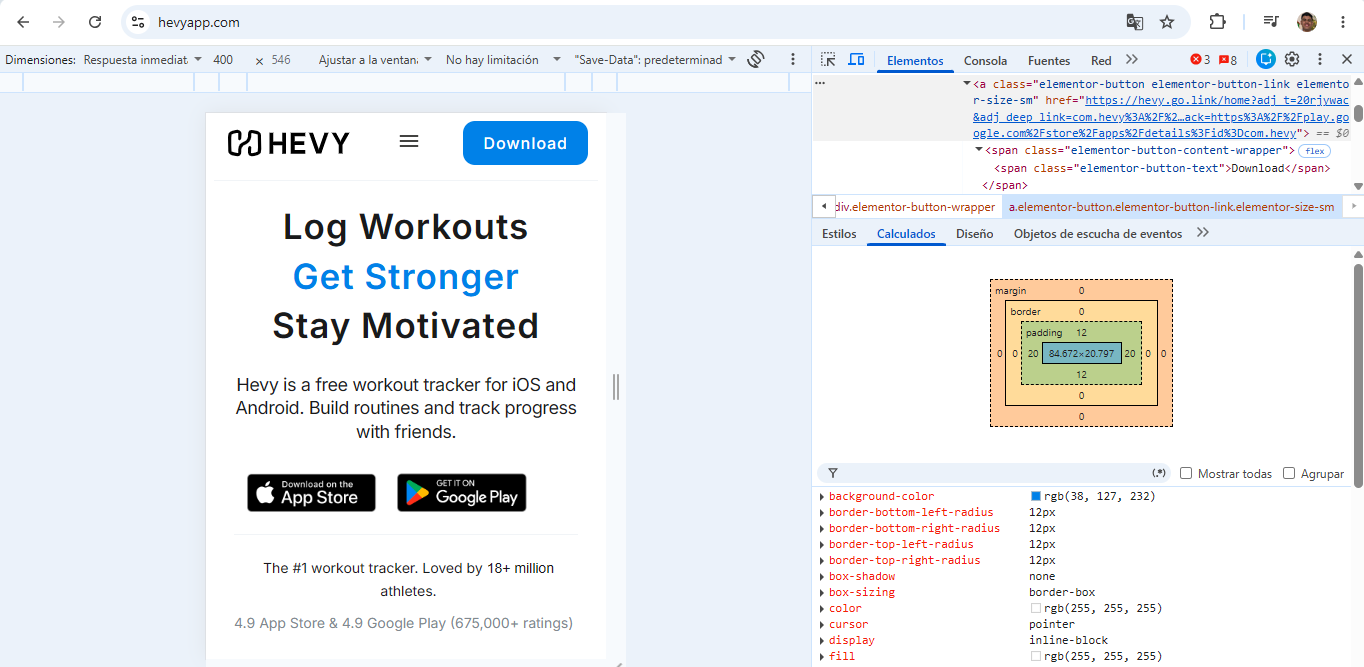 hevyapp.com
Dimensiones: Respuesta inmediat 400 × 546 Ajustar a la ventana No hay limitación "Save-Data": predeterminad
Elementos Consola Fuentes Red 3 8
HEVY
Download
Log Workouts
Get Stronger
Stay Motivated
Hevy is a free workout tracker for iOS and
Android. Build routines and track progress
with friends.
Download on the
App Store
GET IT ON
Google Play
The #1 workout tracker. Loved by 18+ million
athletes.
4.9 App Store & 4.9 Google Play (675,000+ ratings)
...
<a class="elementor-button elementor-button-link elemento
r-size-sm" href="https://hevy.go.link/home?adj_t=20rjywac
&adj_deep_link=com.hevy%3A%2F%2…ack=https%3A%2F%2Fplay.go
ogle.com%2Fstore%2Fapps%2Fdetails%3Fid%3Dcom.hevy"> == $0
<span class="elementor-button-content-wrapper"> flex
<span class="elementor-button-text">Download</span>
</span>
div.elementor-button-wrapper a.elementor-button.elementor-button-link.elementor-size-sm
Estilos Calculados Diseño Objetos de escucha de eventos
margin 0
border 0
padding 12
0 0 20 84.672×20.797 20 0 0
12
0
0
(.*) Mostrar todas Agrupar
background-color rgb(38, 127, 232)
border-bottom-left-radius 12px
border-bottom-right-radius 12px
border-top-left-radius 12px
border-top-right-radius 12px
box-shadow none
box-sizing border-box
color rgb(255, 255, 255)
cursor pointer
display inline-block
fill rgb(255, 255, 255)